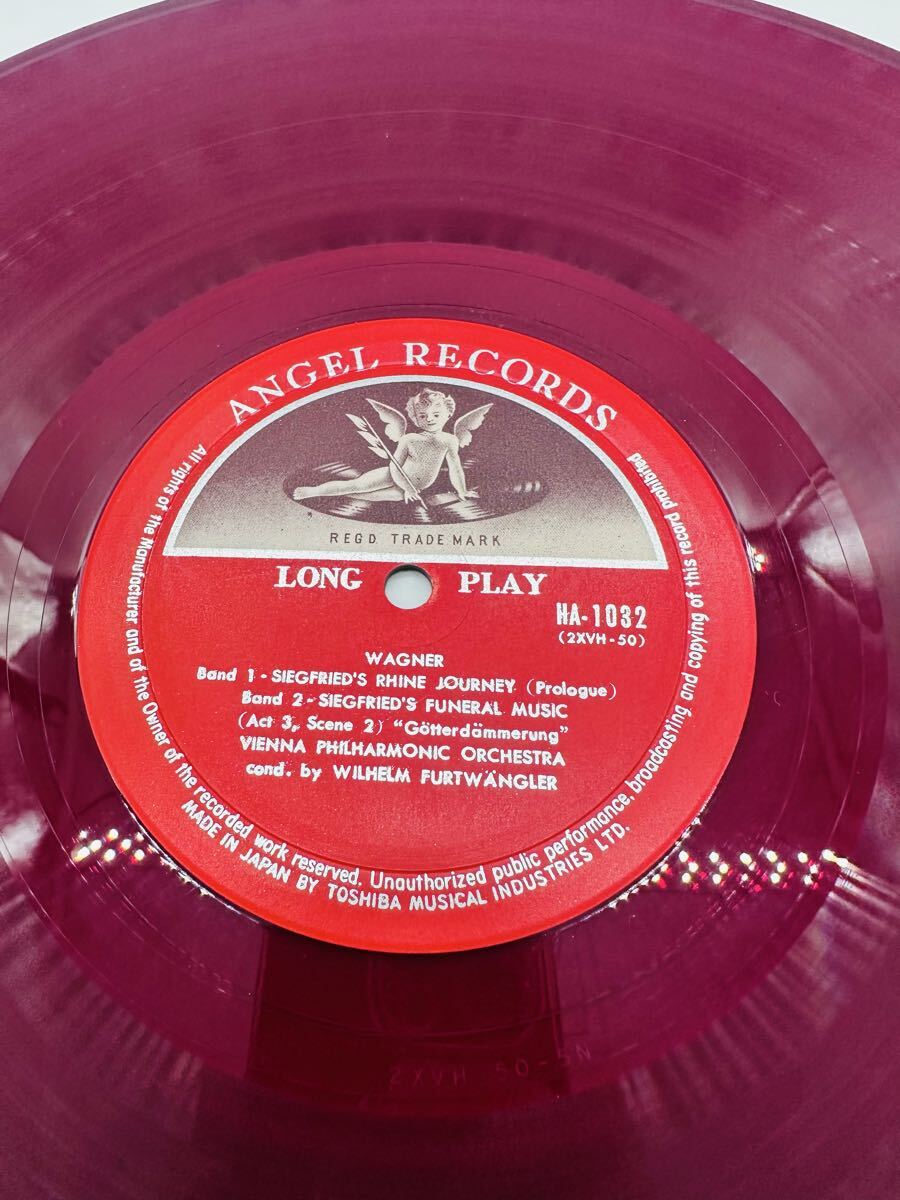 ANGEL RECORDS
REGD TRADE MARK
LONG PLAY
HA-1032
(2XVH-50)
WAGNER
Band 1 - SIEGFRIED'S RHINE JOURNEY (Prologue)
Band 2 - SIEGFRIED'S FUNERAL MUSIC
(Act 3, Scene 2) "Götterdämmerung"
VIENNA PHILHARMONIC ORCHESTRA
cond. by WILHELM FURTWÄNGLER
All rights of the Manufacturer and of the Owner of the recorded work reserved. Unauthorized public performance, broadcasting and copying of this record prohibited
MADE IN JAPAN BY TOSHIBA MUSICAL INDUSTRIES LTD.
2XVH 50-5N